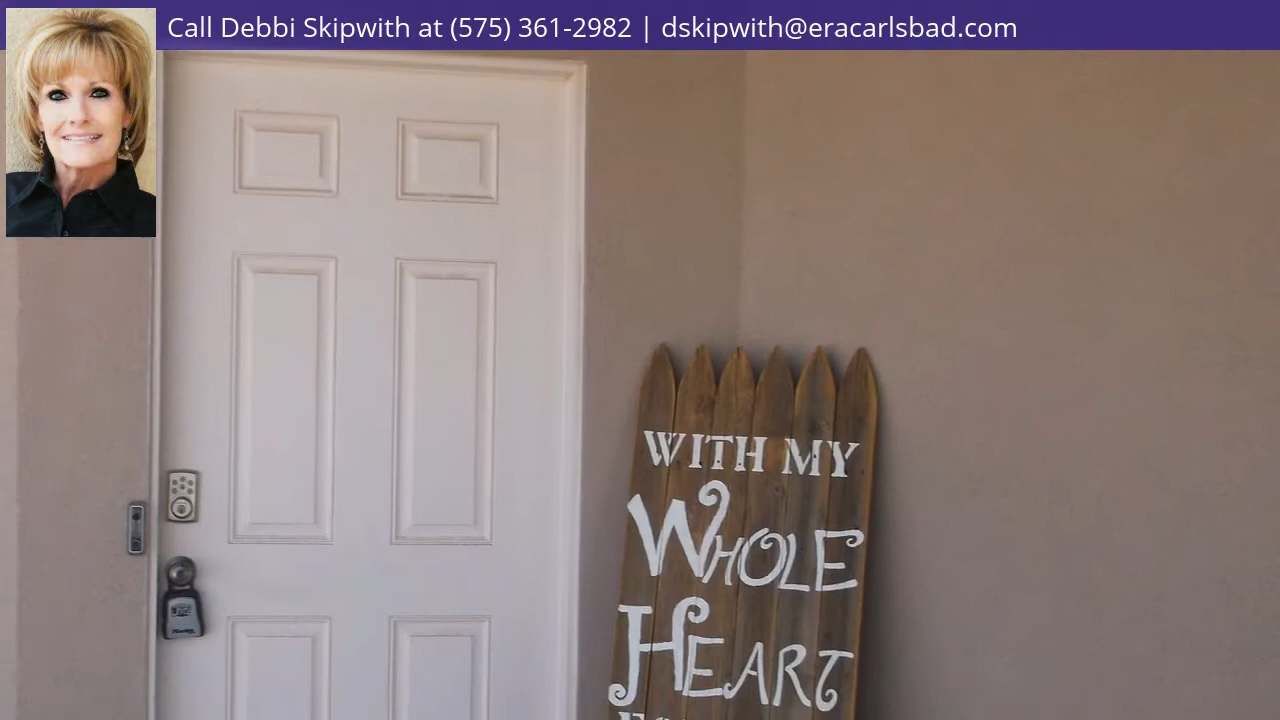 Call Debbi Skipwith at (575) 361-2982 | dskipwith@eracarlsbad.com
WITH MY
WHOLE
HEART